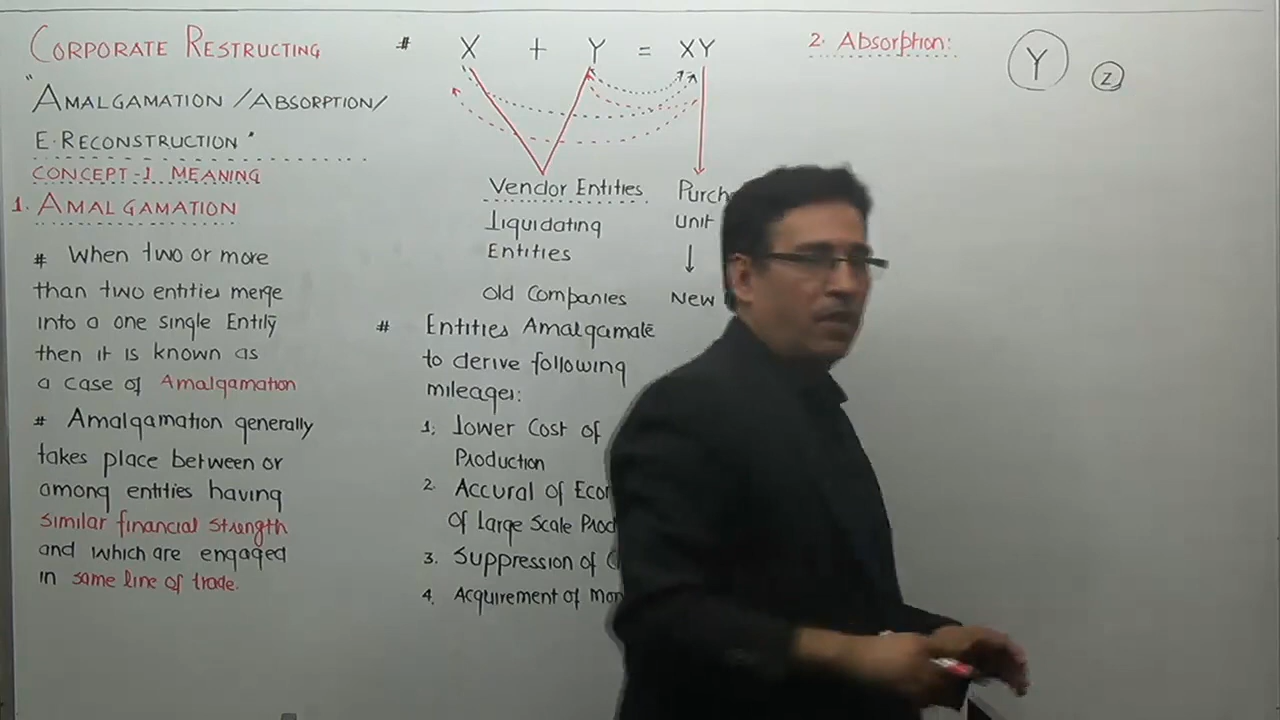 CORPORATE RESTRUCTING
"AMALGAMATION / ABSORPTION/
E. RECONSTRUCTION"
CONCEPT-1 MEANING
1. AMALGAMATION
# When two or more
than two entities merge
into a one single Entity
then it is known as
a case of Amalgamation
# Amalgamation generally
takes place between or
among entities having
similar financial strength
and which are engaged
in same line of trade.
# X + Y = XY
Vendor Entities
Liquidating
Entities
Old Companies
Purch
unit
New
# Entities Amalgamate
to derive following
mileages:
1. Lower Cost of
Production
2. Accural of Econ
of Large Scale Prod
3. Suppression of C
4. Acquirement of Mon
2. Absorption:
Y
Z